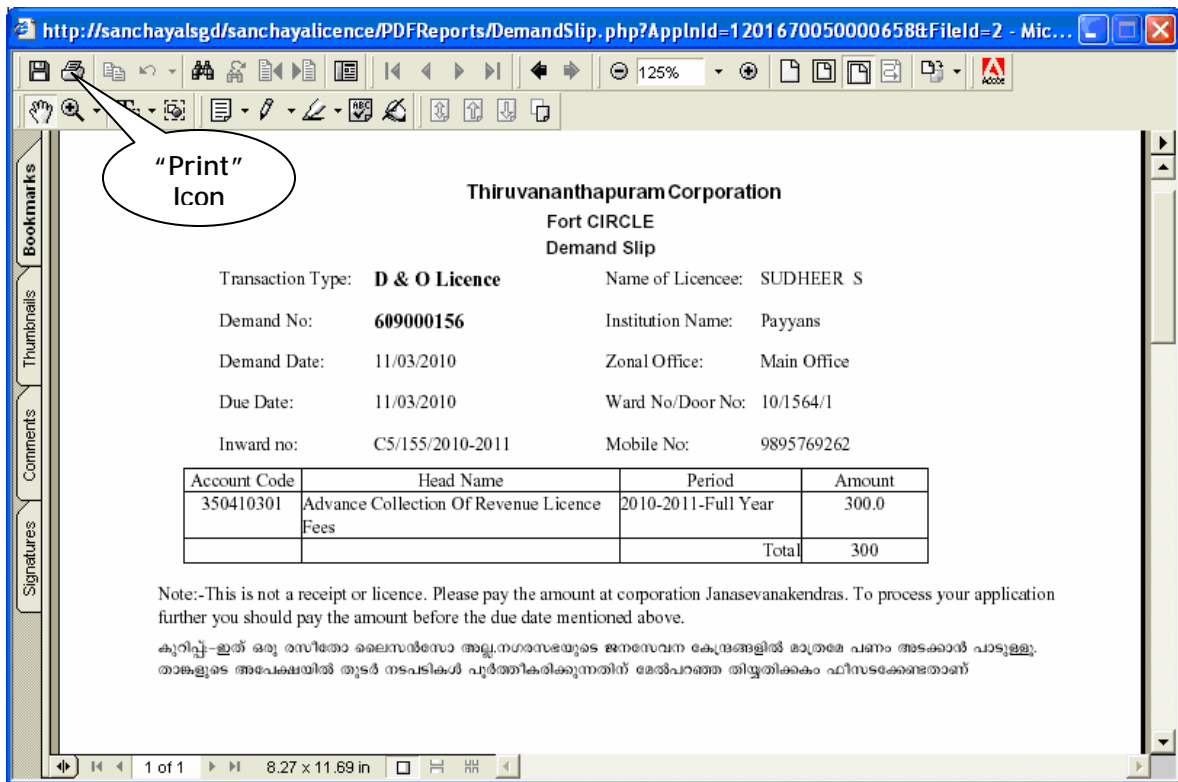 http://sanchayalsgd/sanchayalicence/PDFReports/DemandSlip.php?AppInId=1201670050000658&FileId=2 - Mic...
125%
Adobe
"Print"
Icon
Bookmarks
Thumbnails
Comments
Signatures
Thiruvananthapuram Corporation
Fort CIRCLE
Demand Slip
Transaction Type: D & O Licence Name of Licencee: SUDHEER S
Demand No: 609000156 Institution Name: Payyans
Demand Date: 11/03/2010 Zonal Office: Main Office
Due Date: 11/03/2010 Ward No/Door No: 10/1564/1
Inward no: C5/155/2010-2011 Mobile No: 9895769262
Account Code Head Name Period Amount
350410301 Advance Collection Of Revenue Licence 2010-2011-Full Year 300.0
Fees
Total 300
Note:-This is not a receipt or licence. Please pay the amount at corporation Janasevanakendras. To process your application
further you should pay the amount before the due date mentioned above.
കുറിപ്പ്:-ഇത് ഒരു രസീതോ ലൈസൻസോ അല്ല.നഗരസഭയുടെ ജനസേവന കേന്ദ്രങ്ങളിൽ മാത്രമേ പണം അടക്കാൻ പാടുള്ളു.
താങ്കളുടെ അപേക്ഷയിൽ തുടർ നടപടികൾ പൂർത്തീകരിക്കുന്നതിന് മേൽപറഞ്ഞ തിയ്യതിക്കകം ഫീസടക്കേണ്ടതാണ്
1 of 1 8.27 x 11.69 in